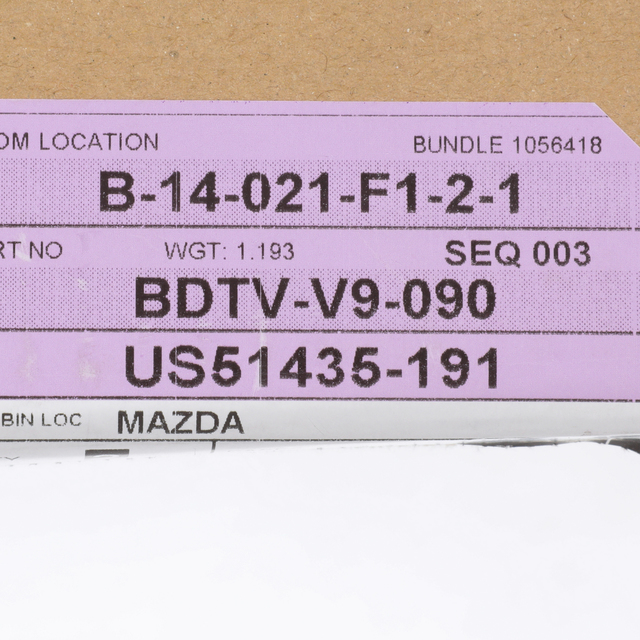 OM LOCATION BUNDLE 1056418
B-14-021-F1-2-1
RT NO WGT: 1.193 SEQ 003
BDTV-V9-090
US51435-191
BIN LOC MAZDA